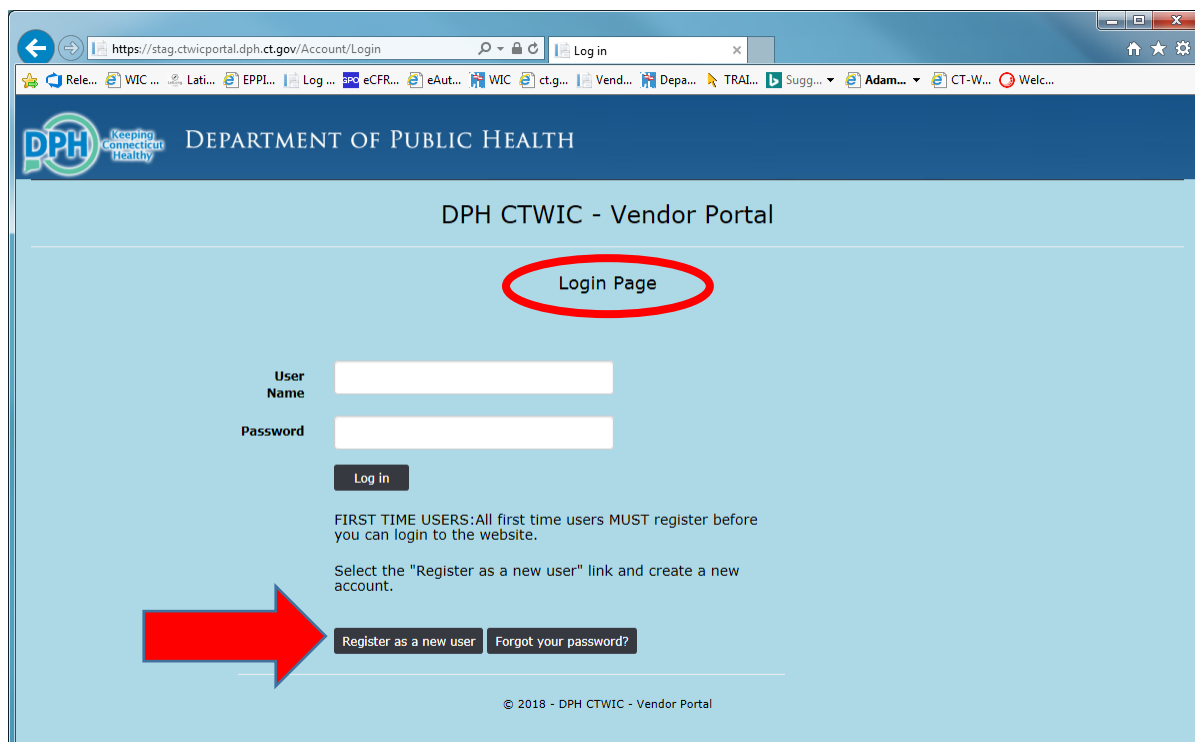 https://stag.ctwicportal.dph.ct.gov/Account/Login
Log in
Rele... WIC ... Lati... EPPI... Log ... GPO eCFR... eAut... WIC ct.g... Vend... Depa... TRAI... Sugg... Adam... CT-W... Welc...
DPH Keeping Connecticut Healthy
DEPARTMENT OF PUBLIC HEALTH
DPH CTWIC - Vendor Portal
Login Page
User
Name
Password
Log in
FIRST TIME USERS:All first time users MUST register before
you can login to the website.
Select the "Register as a new user" link and create a new
account.
Register as a new user Forgot your password?
© 2018 - DPH CTWIC - Vendor Portal